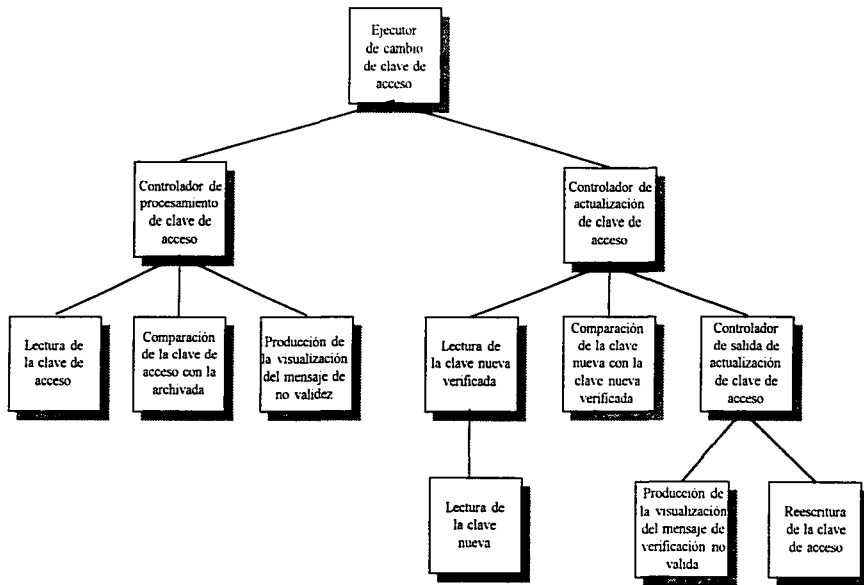 Ejecutor
de cambio
de clave de
acceso
Controlador de
procesamiento
de clave de
acceso
Controlador de
actualización
de clave de
acceso
Lectura de
la clave de
acceso
Comparación
de la clave de
acceso con la
archivada
Producción de
la visualización
del mensaje de
no validez
Lectura de
la clave nueva
verificada
Comparación
de la clave
nueva con la
clave nueva
verificada
Controlador
de salida de
actualización
de clave de
acceso
Lectura de
la clave
nueva
Producción de
la visualización
del mensaje de
verificación no
valida
Reescritura
de la clave
de acceso